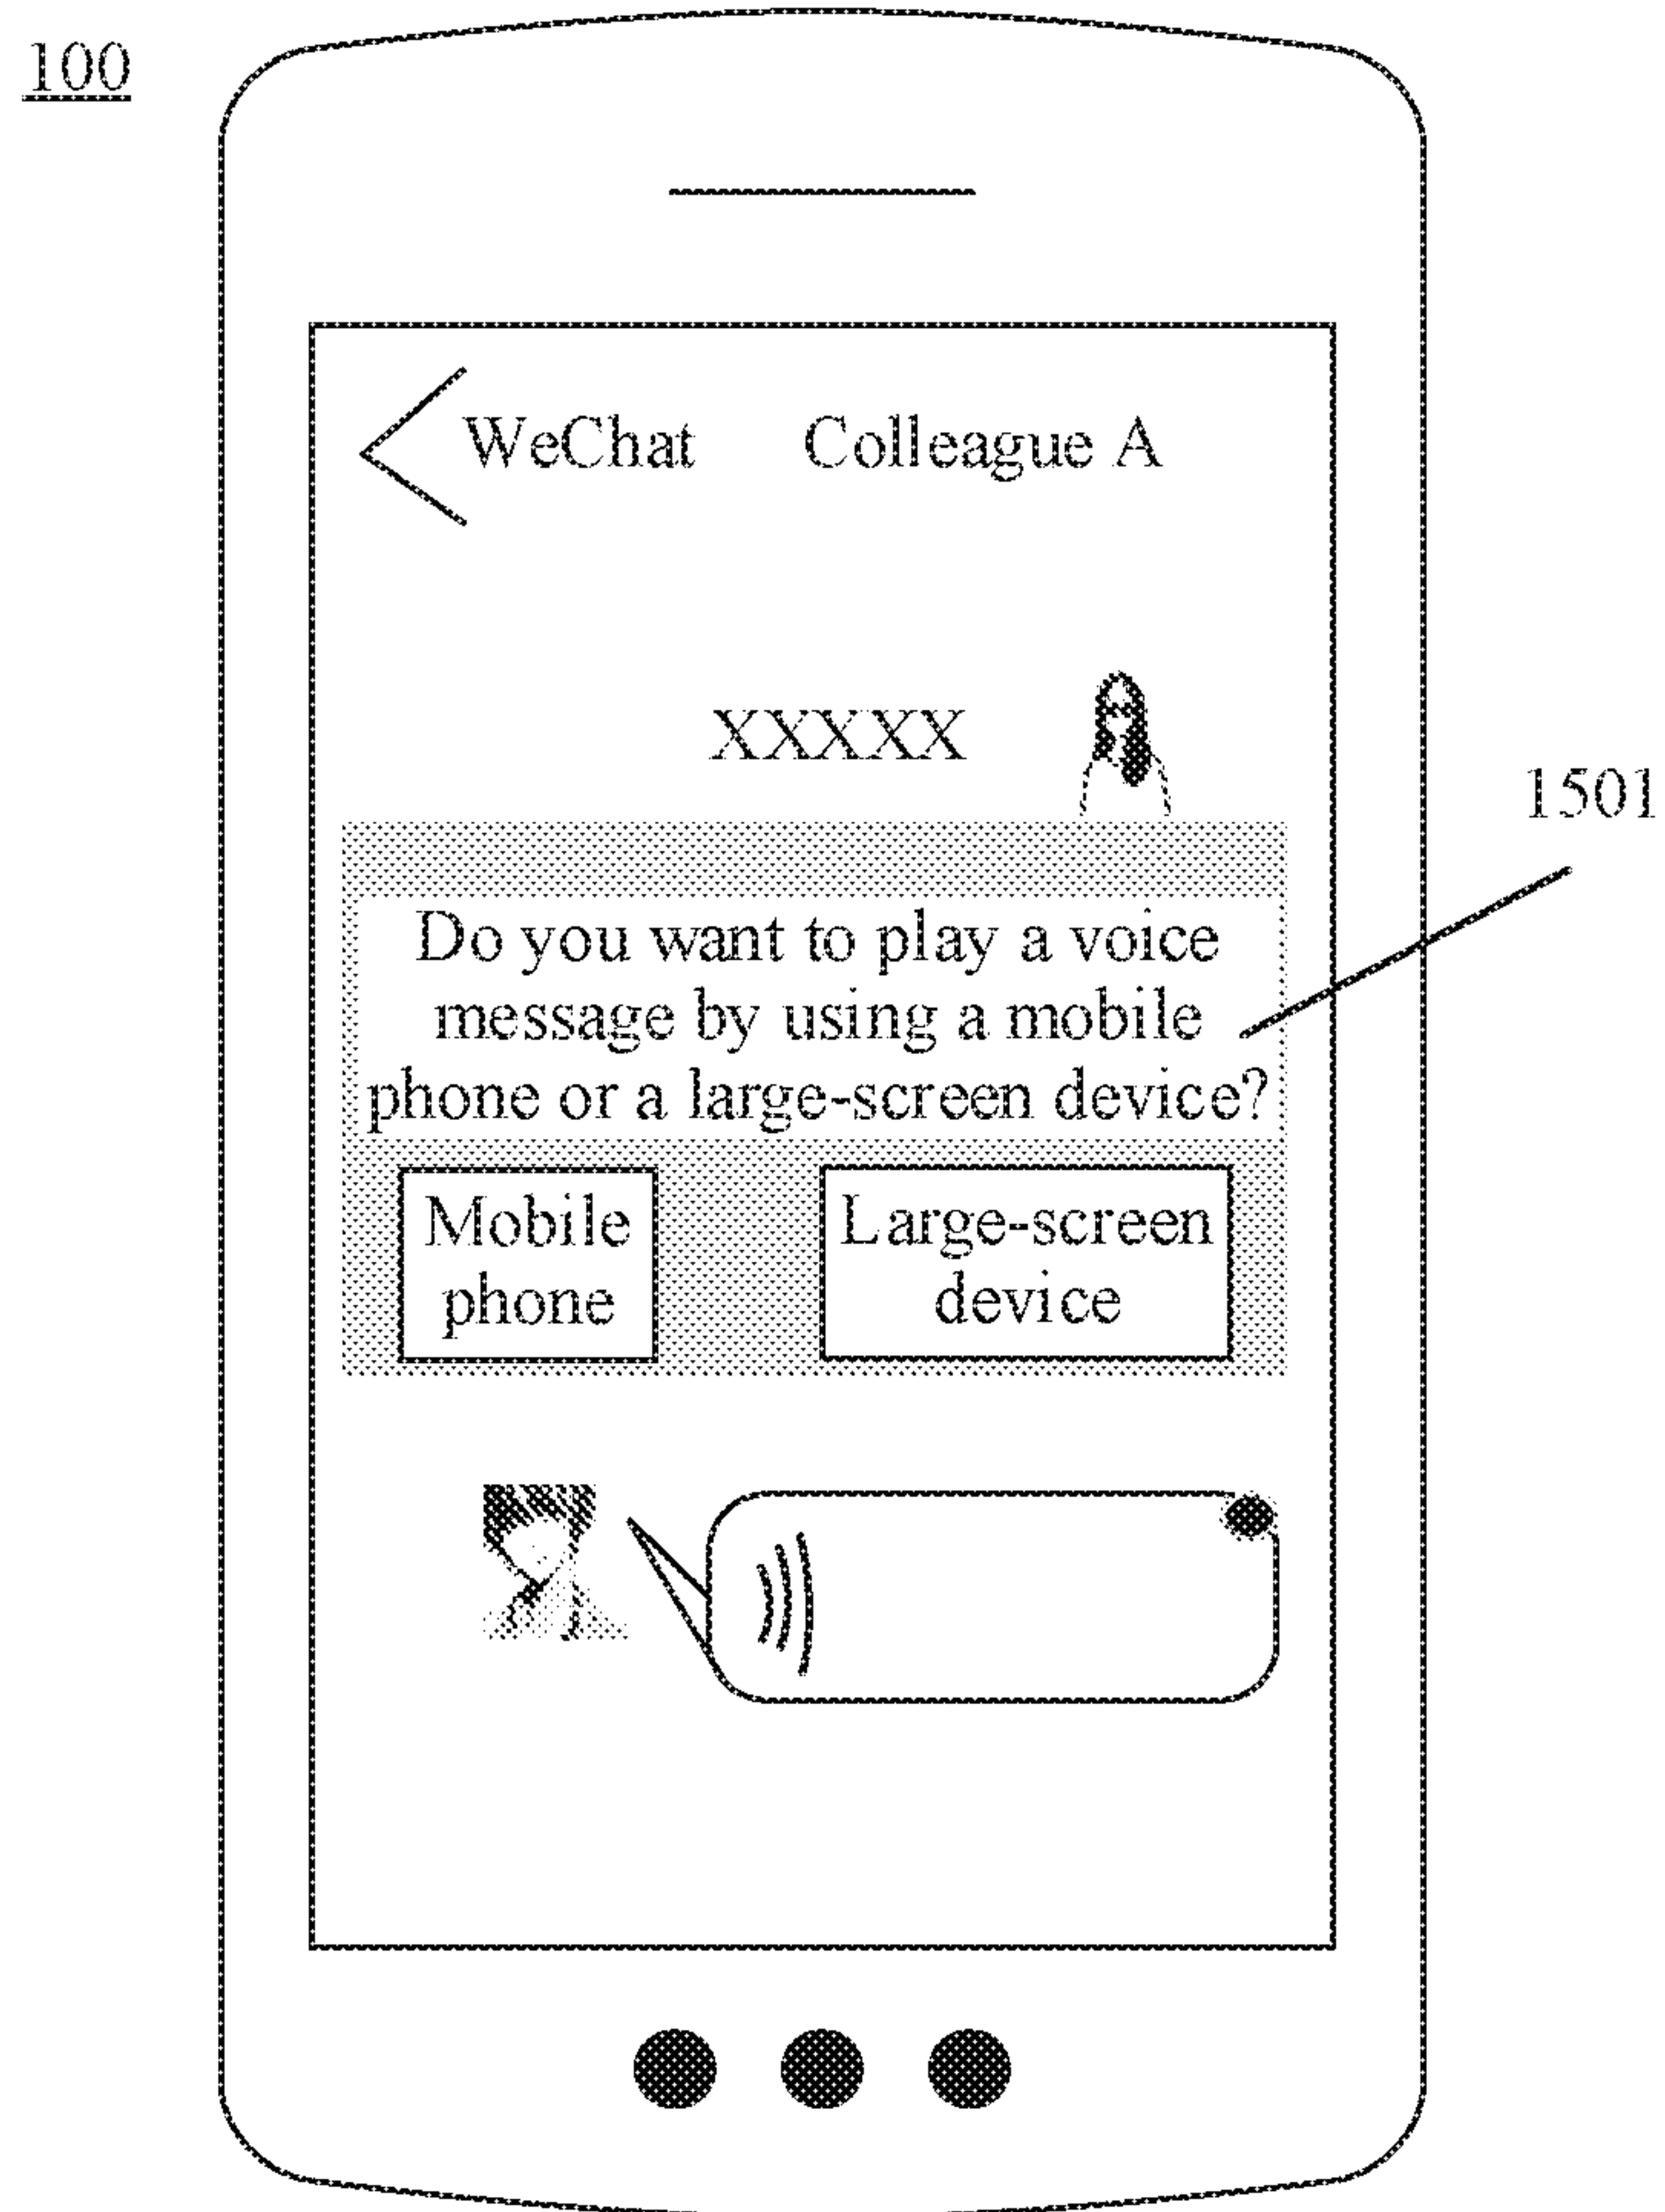 100
WeChat Colleague A
XXXXX
1501
Do you want to play a voice
message by using a mobile
phone or a large-screen device?
Mobile
phone
Large-screen
device